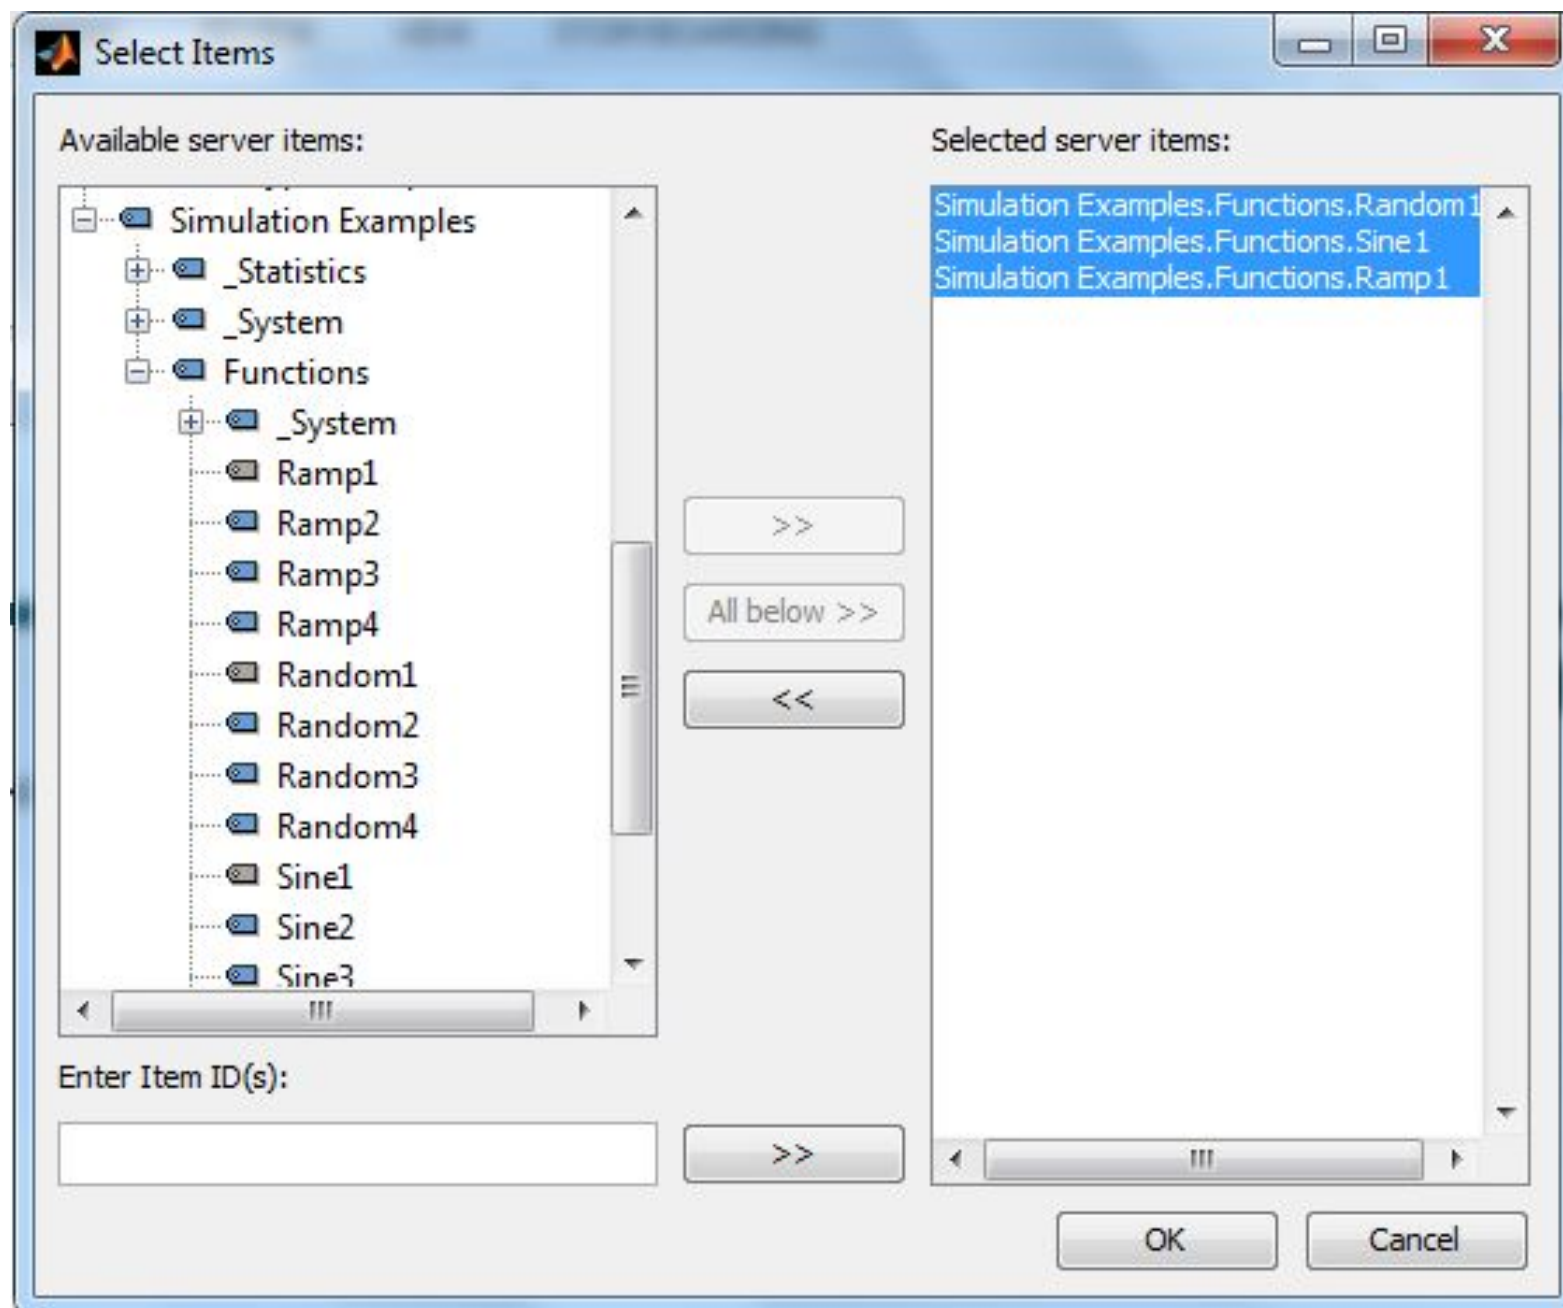 Select Items
Available server items:
Simulation Examples
_Statistics
_System
Functions
_System
Ramp1
Ramp2
Ramp3
Ramp4
Random1
Random2
Random3
Random4
Sine1
Sine2
Sine3
Enter Item ID(s):
>>
All below >>
<<
>>
Selected server items:
Simulation Examples.Functions.Random1
Simulation Examples.Functions.Sine1
Simulation Examples.Functions.Ramp1
OK
Cancel